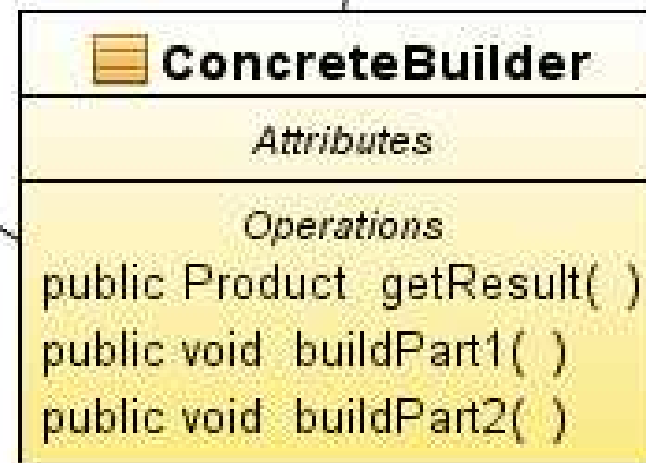 ConcreteBuilder
Attributes
Operations
public Product getResult( )
public void buildPart1( )
public void buildPart2( )